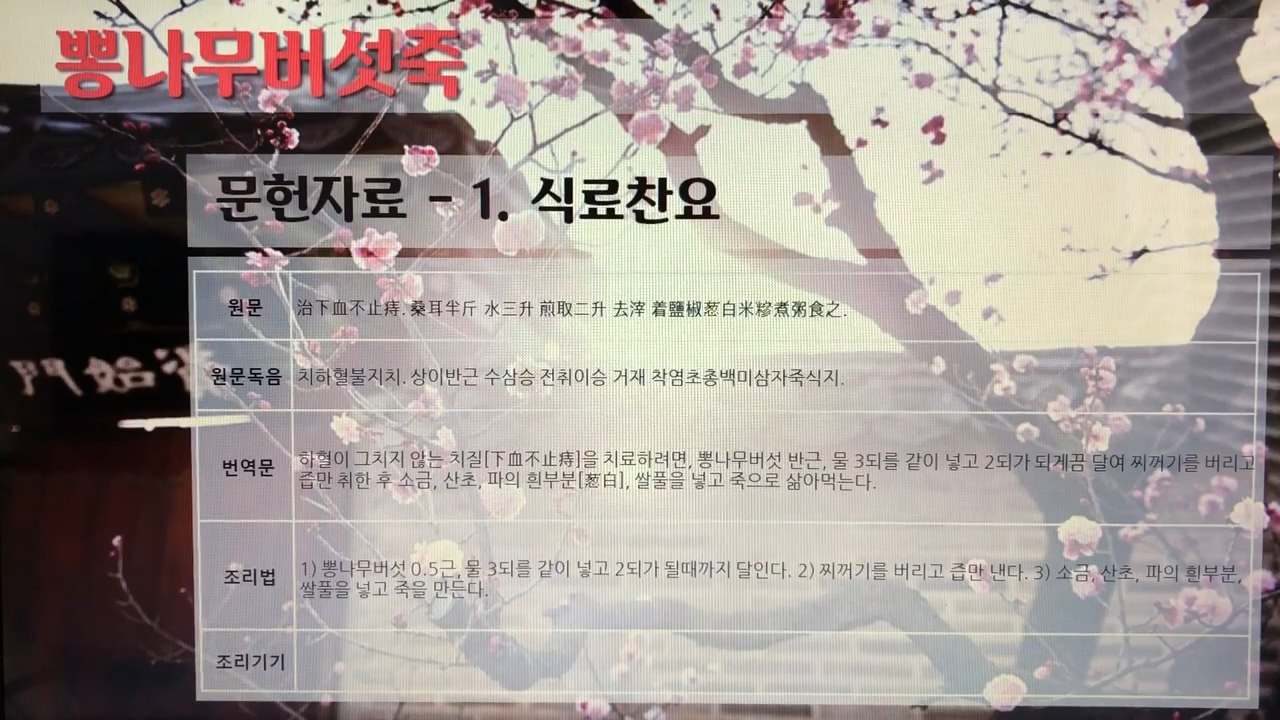 뽕나무버섯죽
문헌자료 - 1. 식료찬요
원문 治下血不止痔. 桑耳半斤 水三升 煎取二升 去滓 着鹽椒葱白米糝煮粥食之.
원문독음 치하혈불지치. 상이반근 수삼승 전취이승 거재 착염초총백미삼자죽식지.
번역문 하혈이 그치지 않는 치질[下血不止痔]을 치료하려면, 뽕나무버섯 반근, 물 3되를 같이 넣고 2되가 되게끔 달여 찌꺼기를 버리고
즙만 취한 후 소금, 산초, 파의 흰부분[葱白], 쌀풀을 넣고 죽으로 삶아먹는다.
조리법 1) 뽕나무버섯 0.5근, 물 3되를 같이 넣고 2되가 될때까지 달인다. 2) 찌꺼기를 버리고 즙만 낸다. 3) 소금, 산초, 파의 흰부분,
쌀풀을 넣고 죽을 만든다.
조리기기
門 始